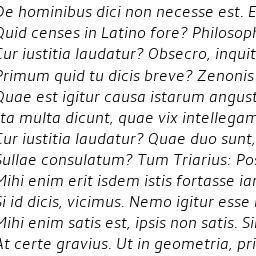 De hominibus dici non necesse est. E
Quid censes in Latino fore? Philosoph
Cur iustitia laudatur? Obsecro, inquit
Primum quid tu dicis breve? Zenonis
Quae est igitur causa istarum angust
Ita multa dicunt, quae vix intellegam
Cur iustitia laudatur? Quae duo sunt,
Sullae consulatum? Tum Triarius: Pos
Mihi enim erit isdem istis fortasse iar
Si id dicis, vicimus. Nemo igitur esse
Mihi enim satis est, ipsis non satis. Si
At certe gravius. Ut in geometria, pri